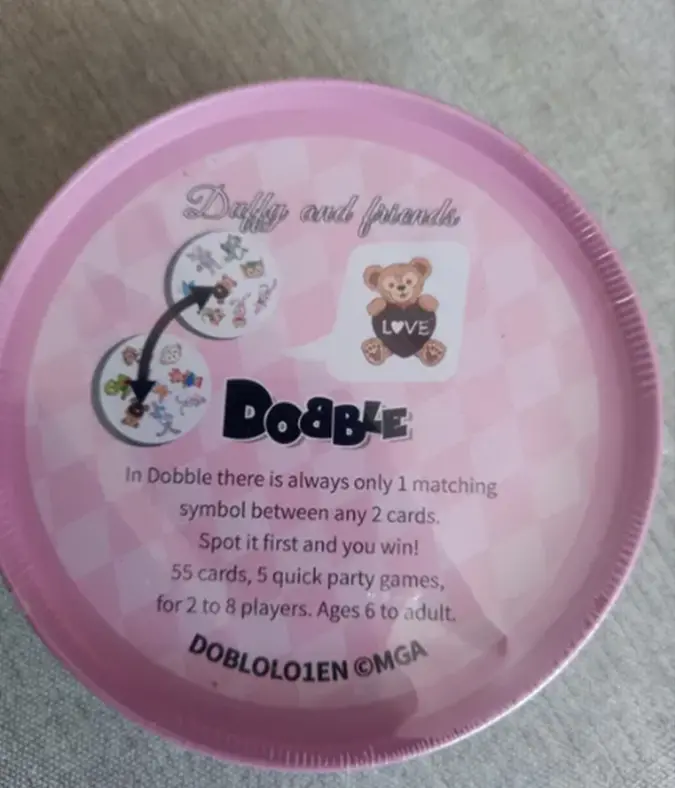 Duffy and friends
LOVE
DOBBLE
In Dobble there is always only 1 matching
symbol between any 2 cards.
Spot it first and you win!
55 cards, 5 quick party games,
for 2 to 8 players. Ages 6 to adult.
DOBLOLO1EN ©MGA